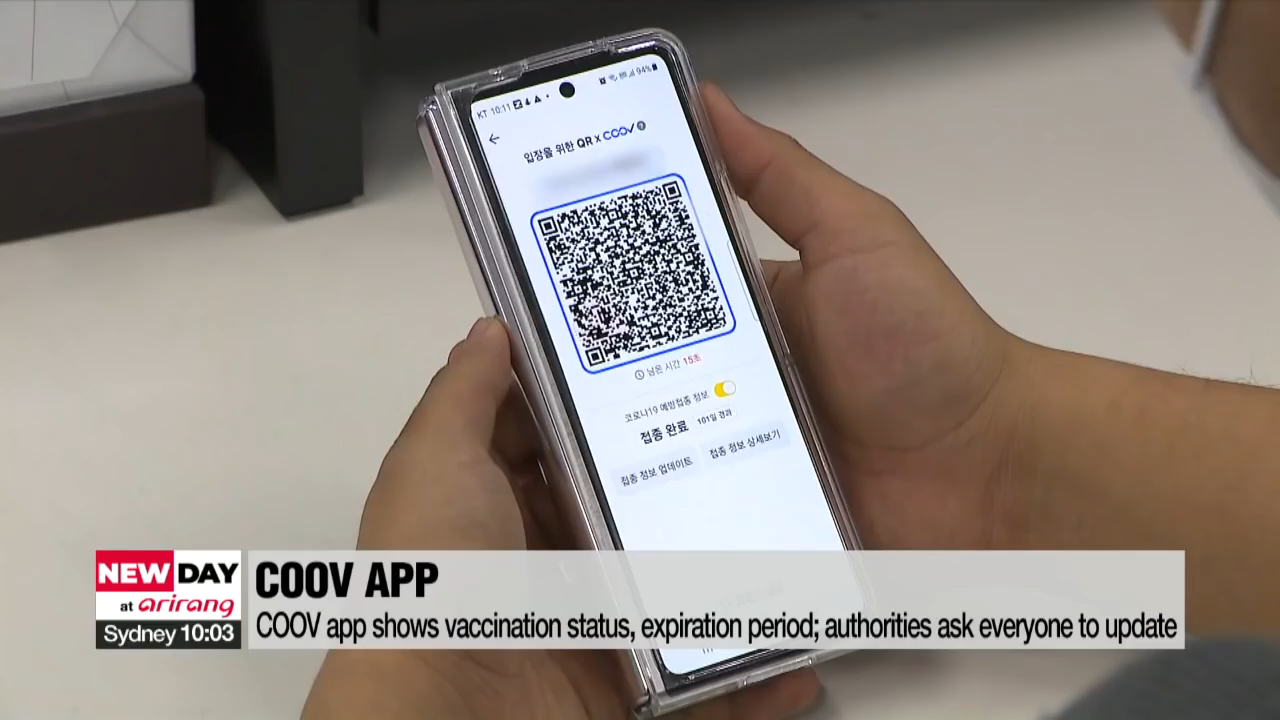 KT 10:11 94%
입장을 위한 QR x COOV
남은 시간 15초
코로나19 예방접종 정보
접종 완료 101일 경과
접종 정보 업데이트 접종 정보 상세보기
NEW DAY
at arirang
Sydney 10:03
COOV APP
COOV app shows vaccination status, expiration period; authorities ask everyone to update